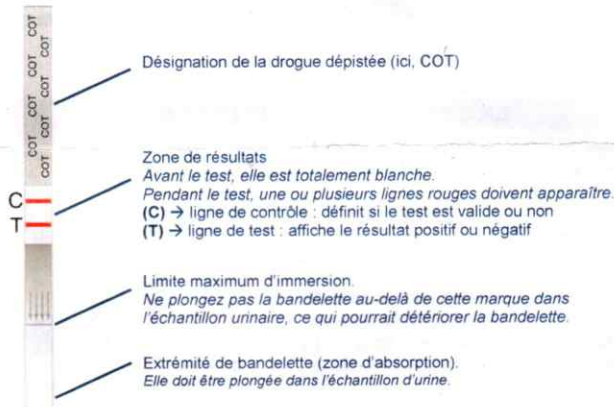 COT COT
COT COT
COT COT
COT COT
Désignation de la drogue dépistée (ici, COT)
Zone de résultats
Avant le test, elle est totalement blanche.
Pendant le test, une ou plusieurs lignes rouges doivent apparaître.
(C) → ligne de contrôle : définit si le test est valide ou non
(T) → ligne de test : affiche le résultat positif ou négatif
C
T
Limite maximum d'immersion.
Ne plongez pas la bandelette au-delà de cette marque dans
l'échantillon urinaire, ce qui pourrait détériorer la bandelette.
Extrémité de bandelette (zone d'absorption).
Elle doit être plongée dans l'échantillon d'urine.